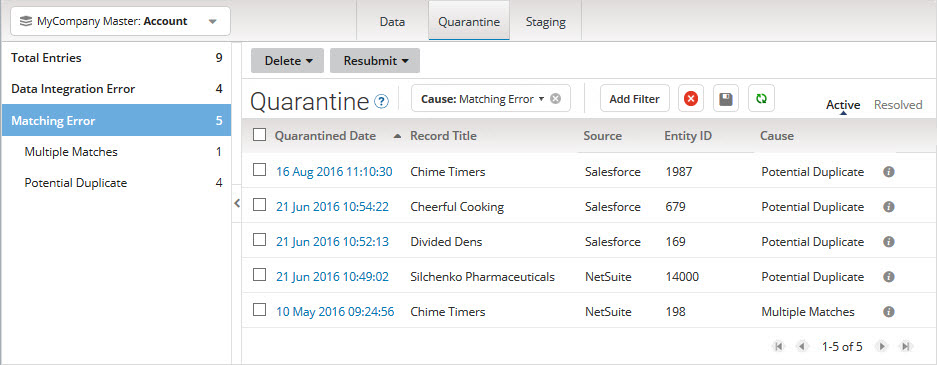 MyCompany Master: Account Data Quarantine Staging
Total Entries 9 Delete Resubmit
Data Integration Error 4
Quarantine ? Cause: Matching Error Add Filter Active Resolved
Matching Error 5
Quarantined Date Record Title Source Entity ID Cause
Multiple Matches 1
16 Aug 2016 11:10:30 Chime Timers Salesforce 1987 Potential Duplicate
Potential Duplicate 4
21 Jun 2016 10:54:22 Cheerful Cooking Salesforce 679 Potential Duplicate
21 Jun 2016 10:52:13 Divided Dens Salesforce 169 Potential Duplicate
21 Jun 2016 10:49:02 Silchenko Pharmaceuticals NetSuite 14000 Potential Duplicate
10 May 2016 09:24:56 Chime Timers NetSuite 198 Multiple Matches
1-5 of 5